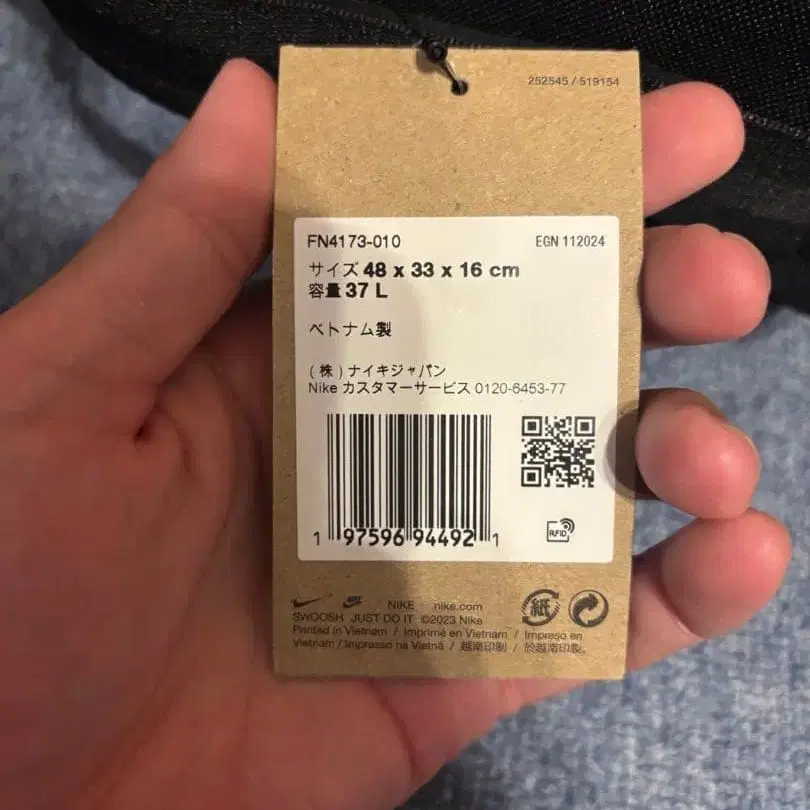 252545 / 519154
FN4173-010
EGN 112024
サイズ 48 x 33 x 16 cm
容量 37 L
ベトナム製
(株)ナイキジャパン
Nike カスタマーサービス 0120-6453-77
RFID
1 97596 94492 1
紙
NIKE nike.com
SWOOSH JUST DO IT ©2023 Nike
Printed in Vietnam / Imprimé en Vietnam / Impreso en
Vietnam / Impresso na Vietnã / 越南印刷 / 於越南印製。